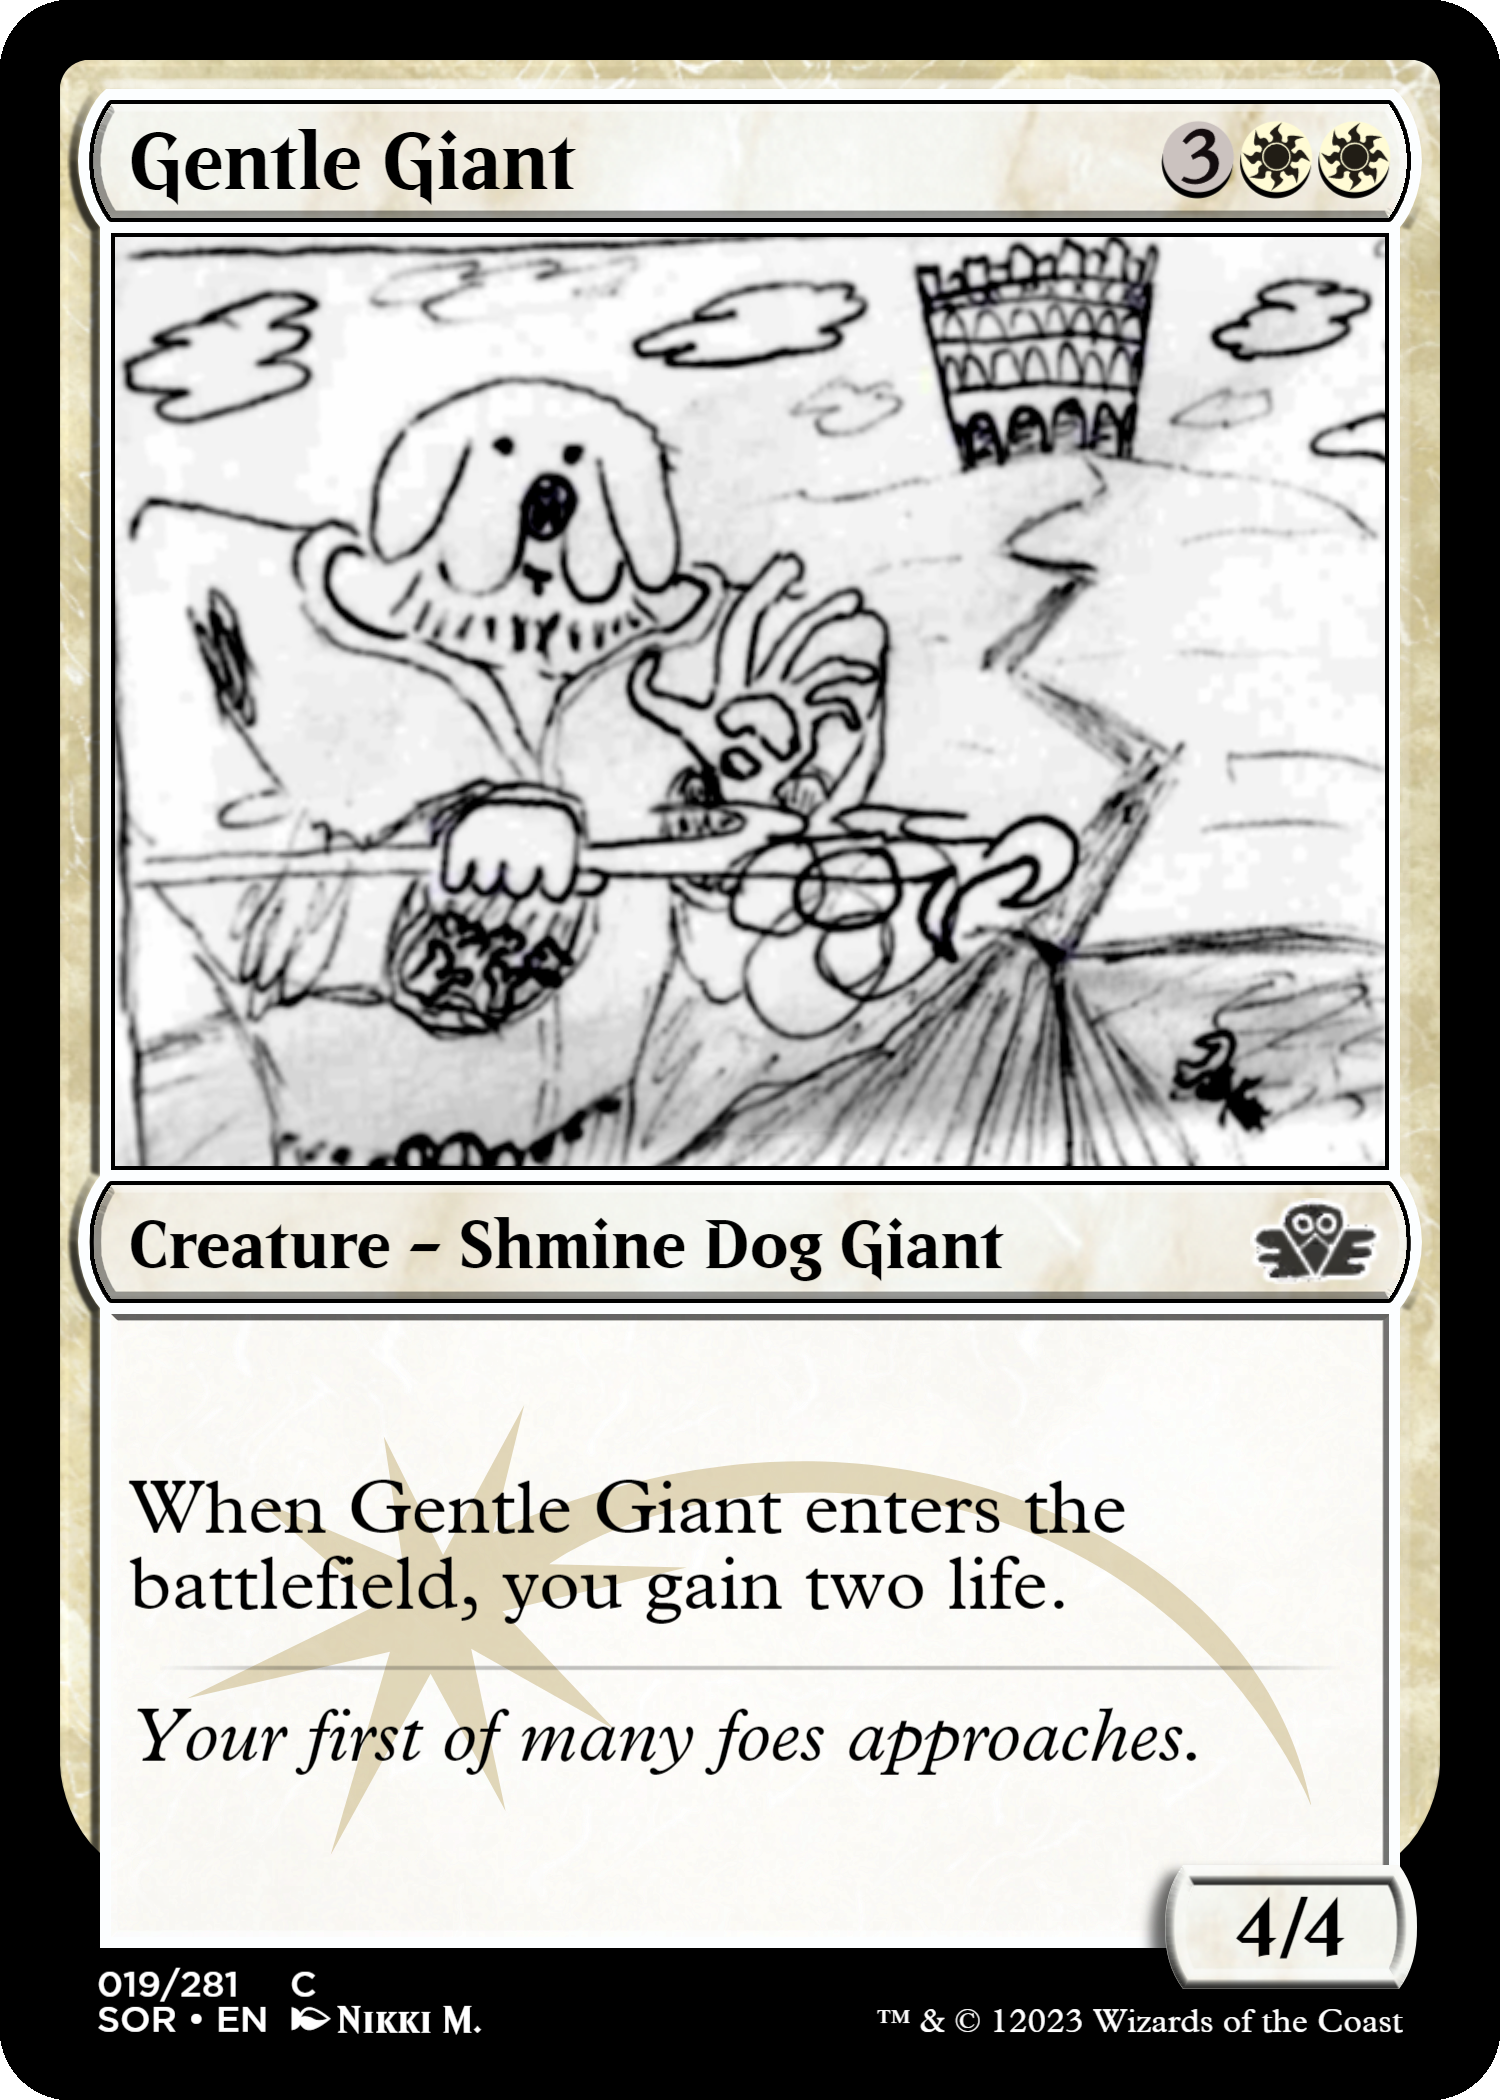 Gentle Giant 3
Creature – Shmine Dog Giant
When Gentle Giant enters the
battlefield, you gain two life.
Your first of many foes approaches.
4/4
019/281 C
SOR • EN Nikki M.
™ & © 12023 Wizards of the Coast